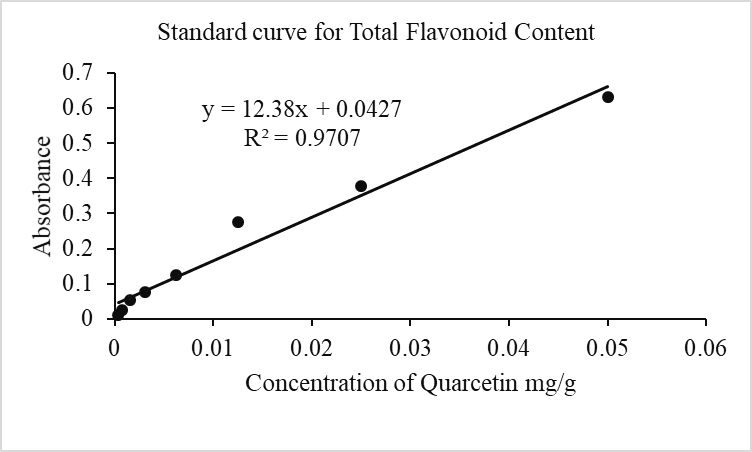 Standard curve for Total Flavonoid Content
0.7
0.6
0.5
0.4
0.3
0.2
0.1
0
y = 12.38x + 0.0427
R² = 0.9707
Absorbance
0 0.01 0.02 0.03 0.04 0.05 0.06
Concentration of Quarcetin mg/g